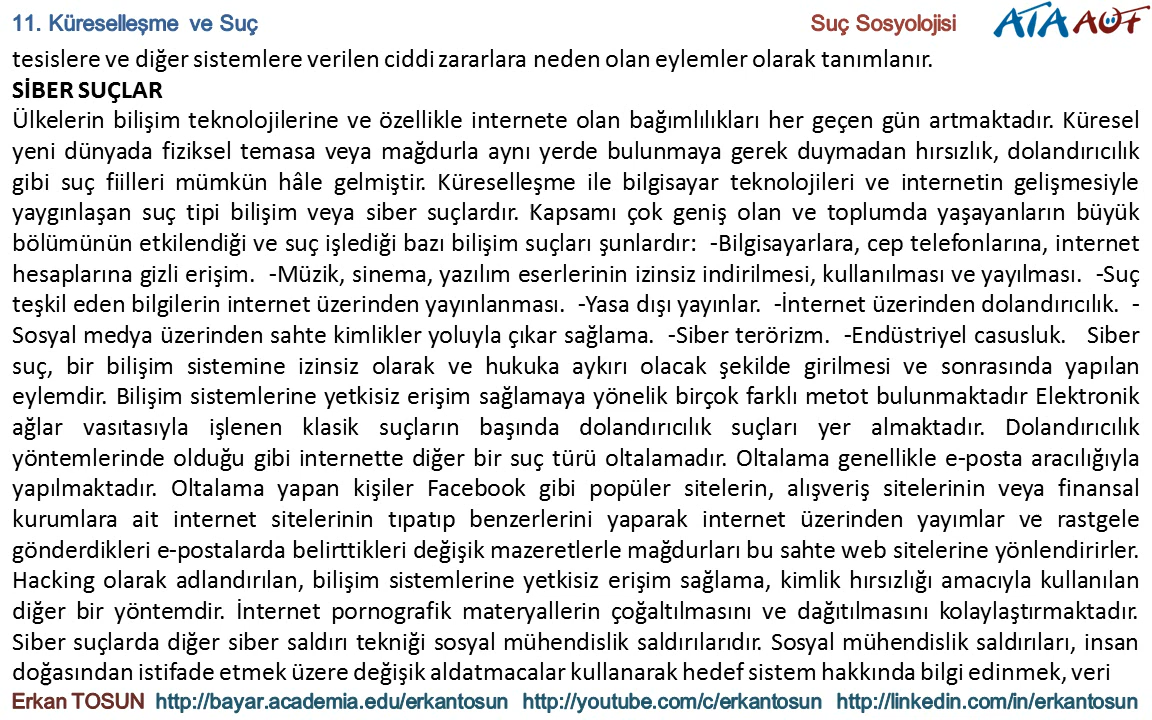 11. Küreselleşme ve Suç Suç Sosyolojisi ATA AÖF
tesislere ve diğer sistemlere verilen ciddi zararlara neden olan eylemler olarak tanımlanır.
SİBER SUÇLAR
Ülkelerin bilişim teknolojilerine ve özellikle internete olan bağımlılıkları her geçen gün artmaktadır. Küresel
yeni dünyada fiziksel temasa veya mağdurla aynı yerde bulunmaya gerek duymadan hırsızlık, dolandırıcılık
gibi suç fiilleri mümkün hâle gelmiştir. Küreselleşme ile bilgisayar teknolojileri ve internetin gelişmesiyle
yaygınlaşan suç tipi bilişim veya siber suçlardır. Kapsamı çok geniş olan ve toplumda yaşayanların büyük
bölümünün etkilendiği ve suç işlediği bazı bilişim suçları şunlardır: -Bilgisayarlara, cep telefonlarına, internet
hesaplarına gizli erişim. -Müzik, sinema, yazılım eserlerinin izinsiz indirilmesi, kullanılması ve yayılması. -Suç
teşkil eden bilgilerin internet üzerinden yayınlanması. -Yasa dışı yayınlar. -İnternet üzerinden dolandırıcılık. -
Sosyal medya üzerinden sahte kimlikler yoluyla çıkar sağlama. -Siber terörizm. -Endüstriyel casusluk. Siber
suç, bir bilişim sistemine izinsiz olarak ve hukuka aykırı olacak şekilde girilmesi ve sonrasında yapılan
eylemdir. Bilişim sistemlerine yetkisiz erişim sağlamaya yönelik birçok farklı metot bulunmaktadır Elektronik
ağlar vasıtasıyla işlenen klasik suçların başında dolandırıcılık suçları yer almaktadır. Dolandırıcılık
yöntemlerinde olduğu gibi internette diğer bir suç türü oltalamadır. Oltalama genellikle e-posta aracılığıyla
yapılmaktadır. Oltalama yapan kişiler Facebook gibi popüler sitelerin, alışveriş sitelerinin veya finansal
kurumlara ait internet sitelerinin tıpatıp benzerlerini yaparak internet üzerinden yayımlar ve rastgele
gönderdikleri e-postalarda belirttikleri değişik mazeretlerle mağdurları bu sahte web sitelerine yönlendirirler.
Hacking olarak adlandırılan, bilişim sistemlerine yetkisiz erişim sağlama, kimlik hırsızlığı amacıyla kullanılan
diğer bir yöntemdir. İnternet pornografik materyallerin çoğaltılmasını ve dağıtılmasını kolaylaştırmaktadır.
Siber suçlarda diğer siber saldırı tekniği sosyal mühendislik saldırılarıdır. Sosyal mühendislik saldırıları, insan
doğasından istifade etmek üzere değişik aldatmacalar kullanarak hedef sistem hakkında bilgi edinmek, veri
Erkan TOSUN http://bayar.academia.edu/erkantosun http://youtube.com/c/erkantosun http://linkedin.com/in/erkantosun